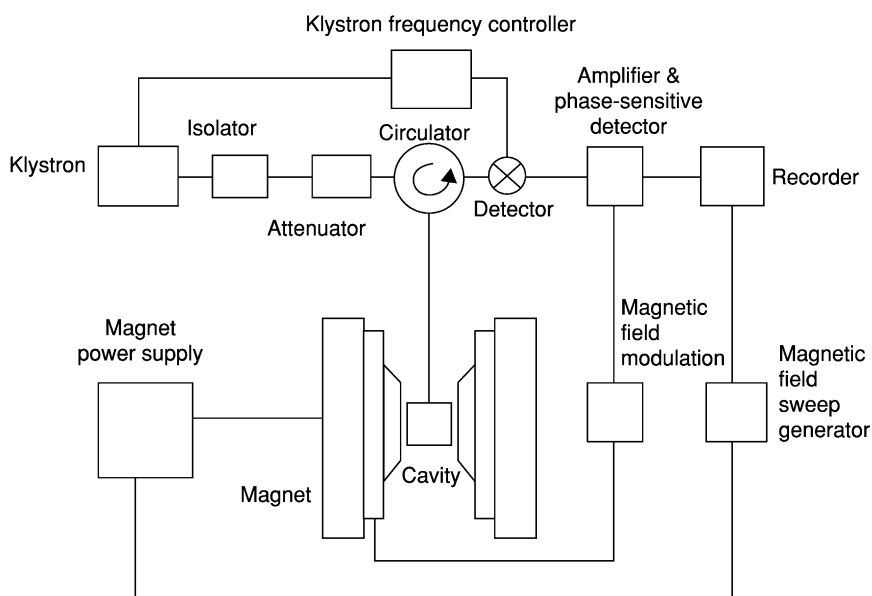 Klystron frequency controller
Amplifier &
phase-sensitive
detector
Isolator
Circulator
Klystron
Recorder
Detector
Attenuator
Magnetic
field
modulation
Magnet
power supply
Magnetic
field
sweep
generator
Cavity
Magnet